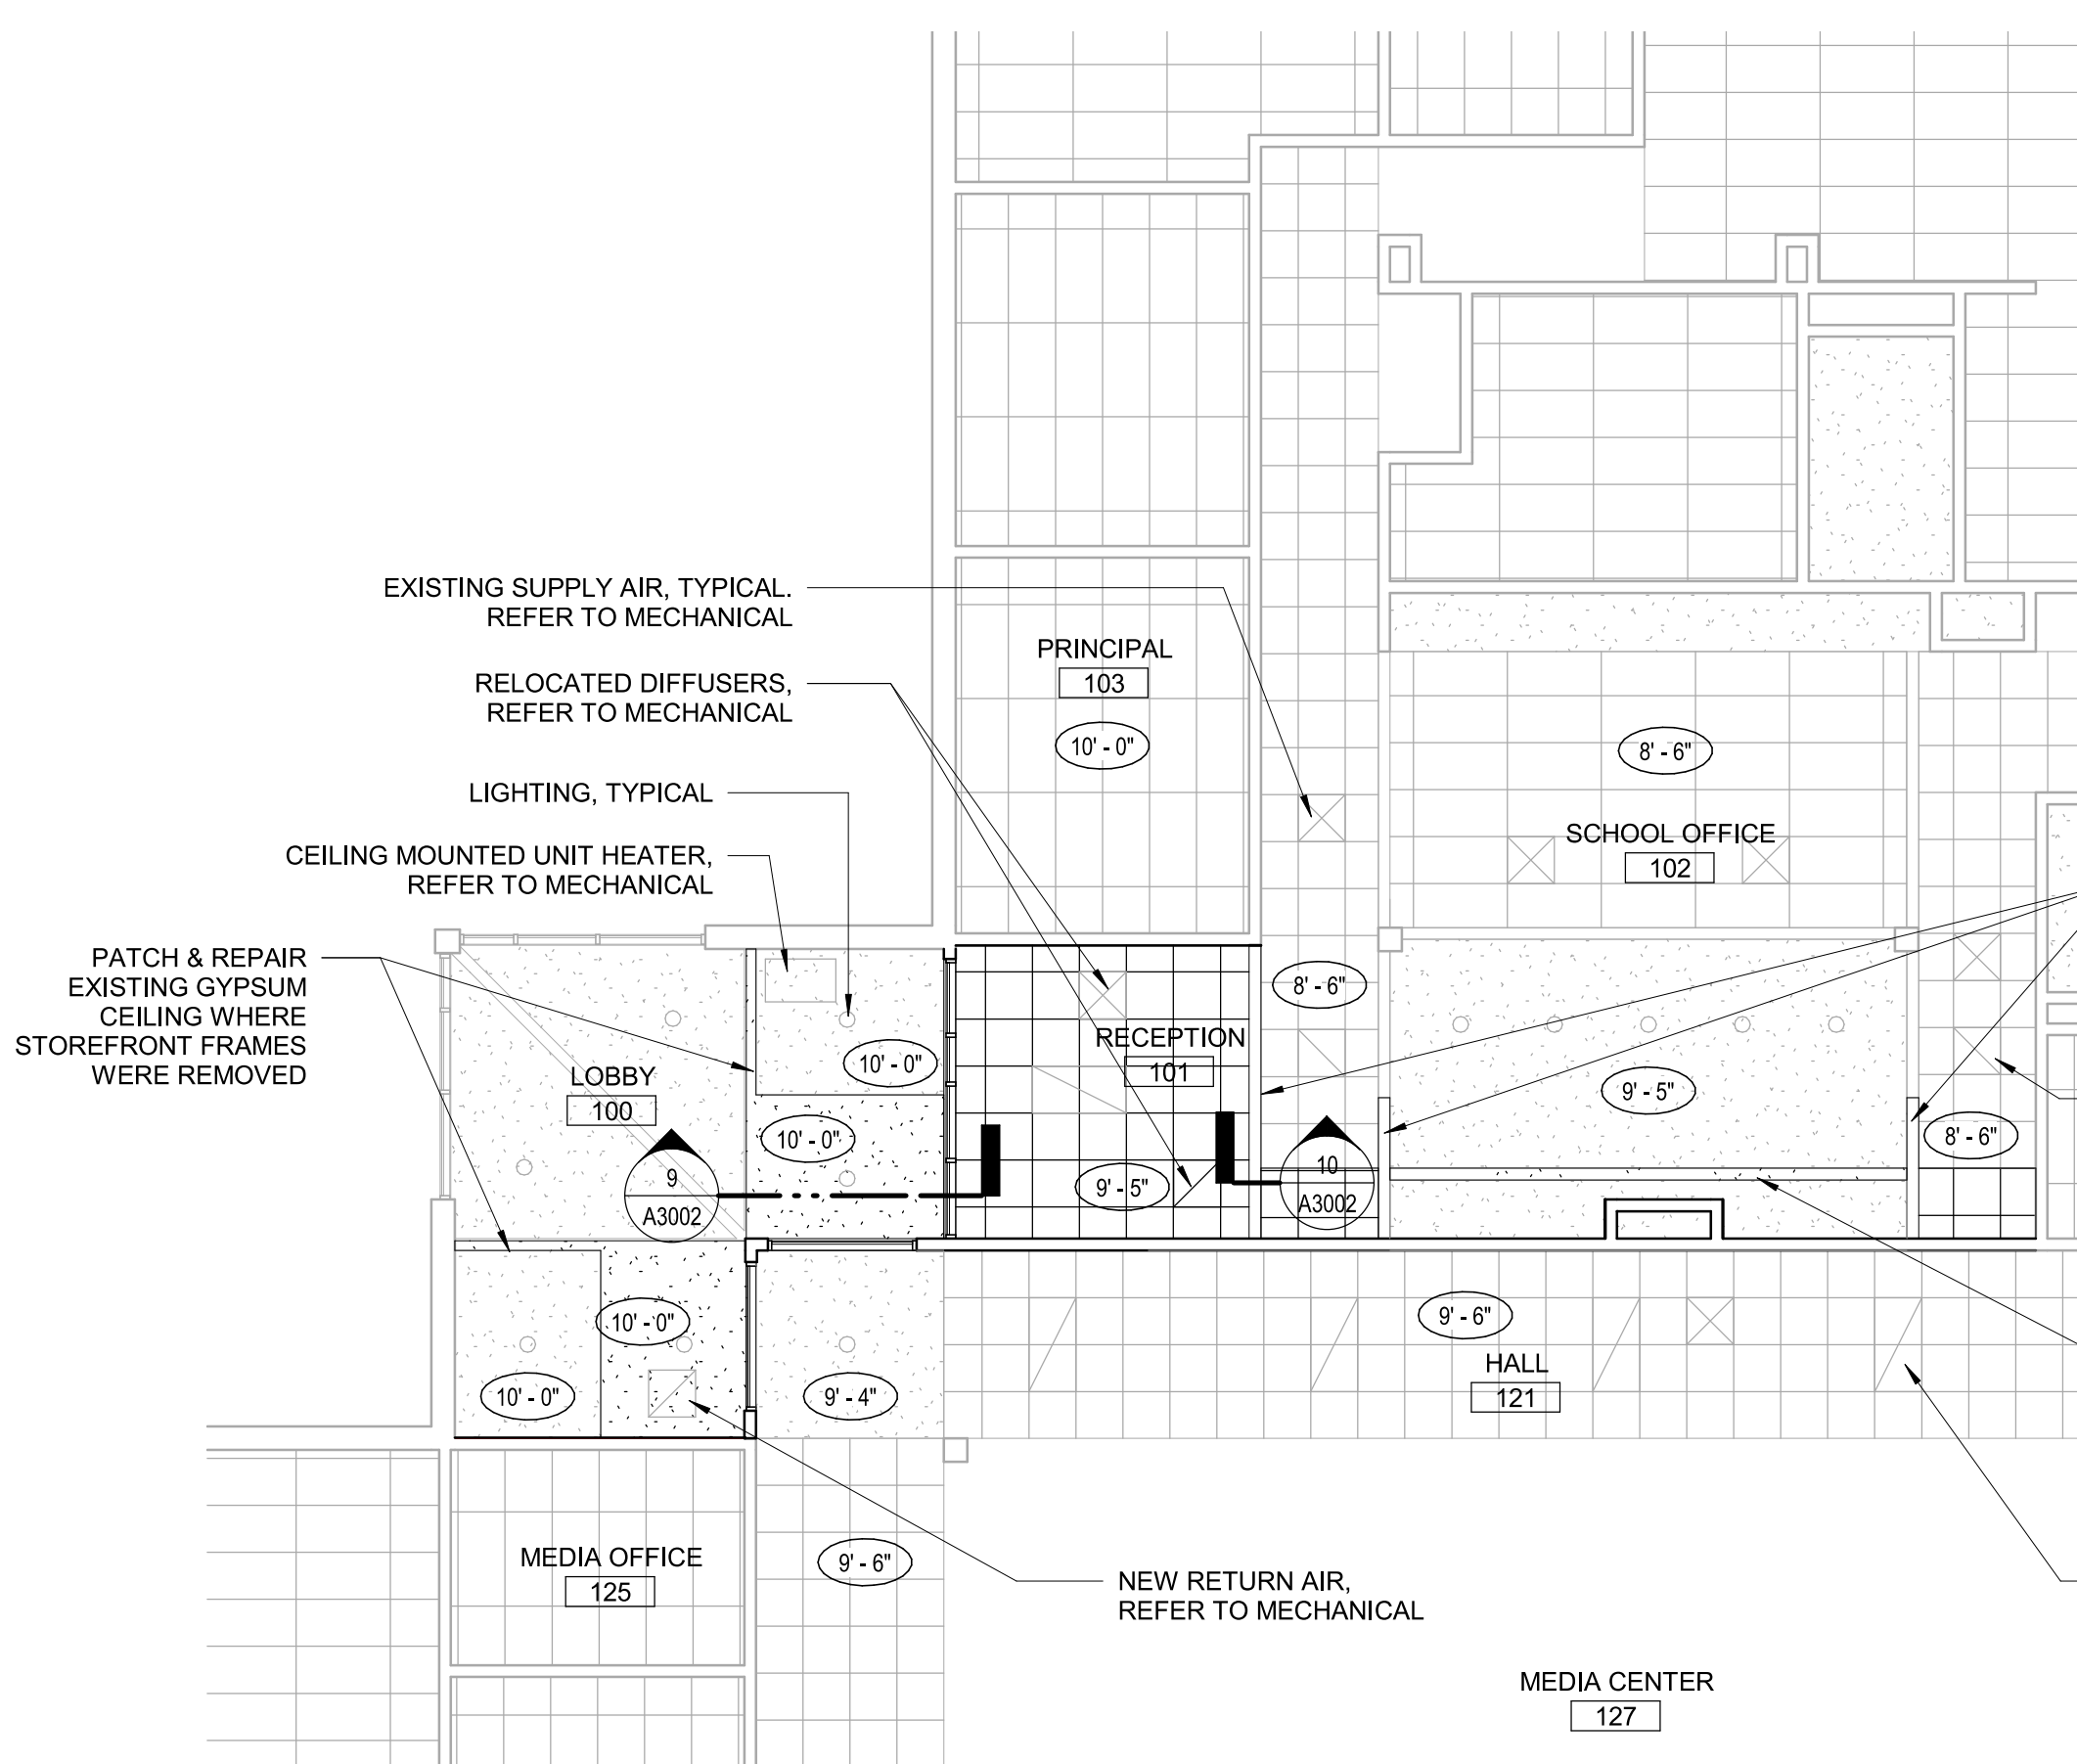 EXISTING SUPPLY AIR, TYPICAL.
REFER TO MECHANICAL
PRINCIPAL
103
10' - 0"
RELOCATED DIFFUSERS,
REFER TO MECHANICAL
8' - 6"
LIGHTING, TYPICAL
SCHOOL OFFICE
102
CEILING MOUNTED UNIT HEATER,
REFER TO MECHANICAL
PATCH & REPAIR
EXISTING GYPSUM
CEILING WHERE
STOREFRONT FRAMES
WERE REMOVED
8' - 6"
RECEPTION
101
10' - 0"
LOBBY
100
9' - 5"
10' - 0"
8' - 6"
9
A3002
9' - 5"
10
A3002
10' - 0"
9' - 6"
HALL
121
10' - 0"
9' - 4"
MEDIA OFFICE
125
9' - 6"
NEW RETURN AIR,
REFER TO MECHANICAL
MEDIA CENTER
127